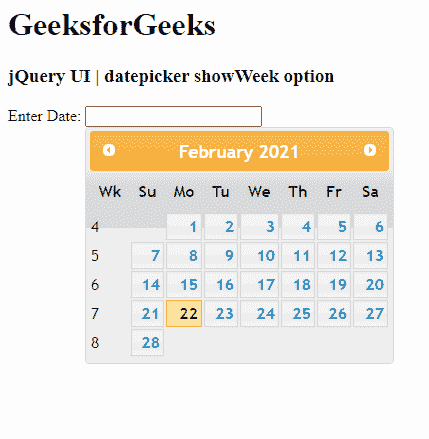 GeeksforGeeks
jQuery UI | datepicker showWeek option
Enter Date:
February 2021
Wk Su Mo Tu We Th Fr Sa
4 1 2 3 4 5 6
5 7 8 9 10 11 12 13
6 14 15 16 17 18 19 20
7 21 22 23 24 25 26 27
8 28